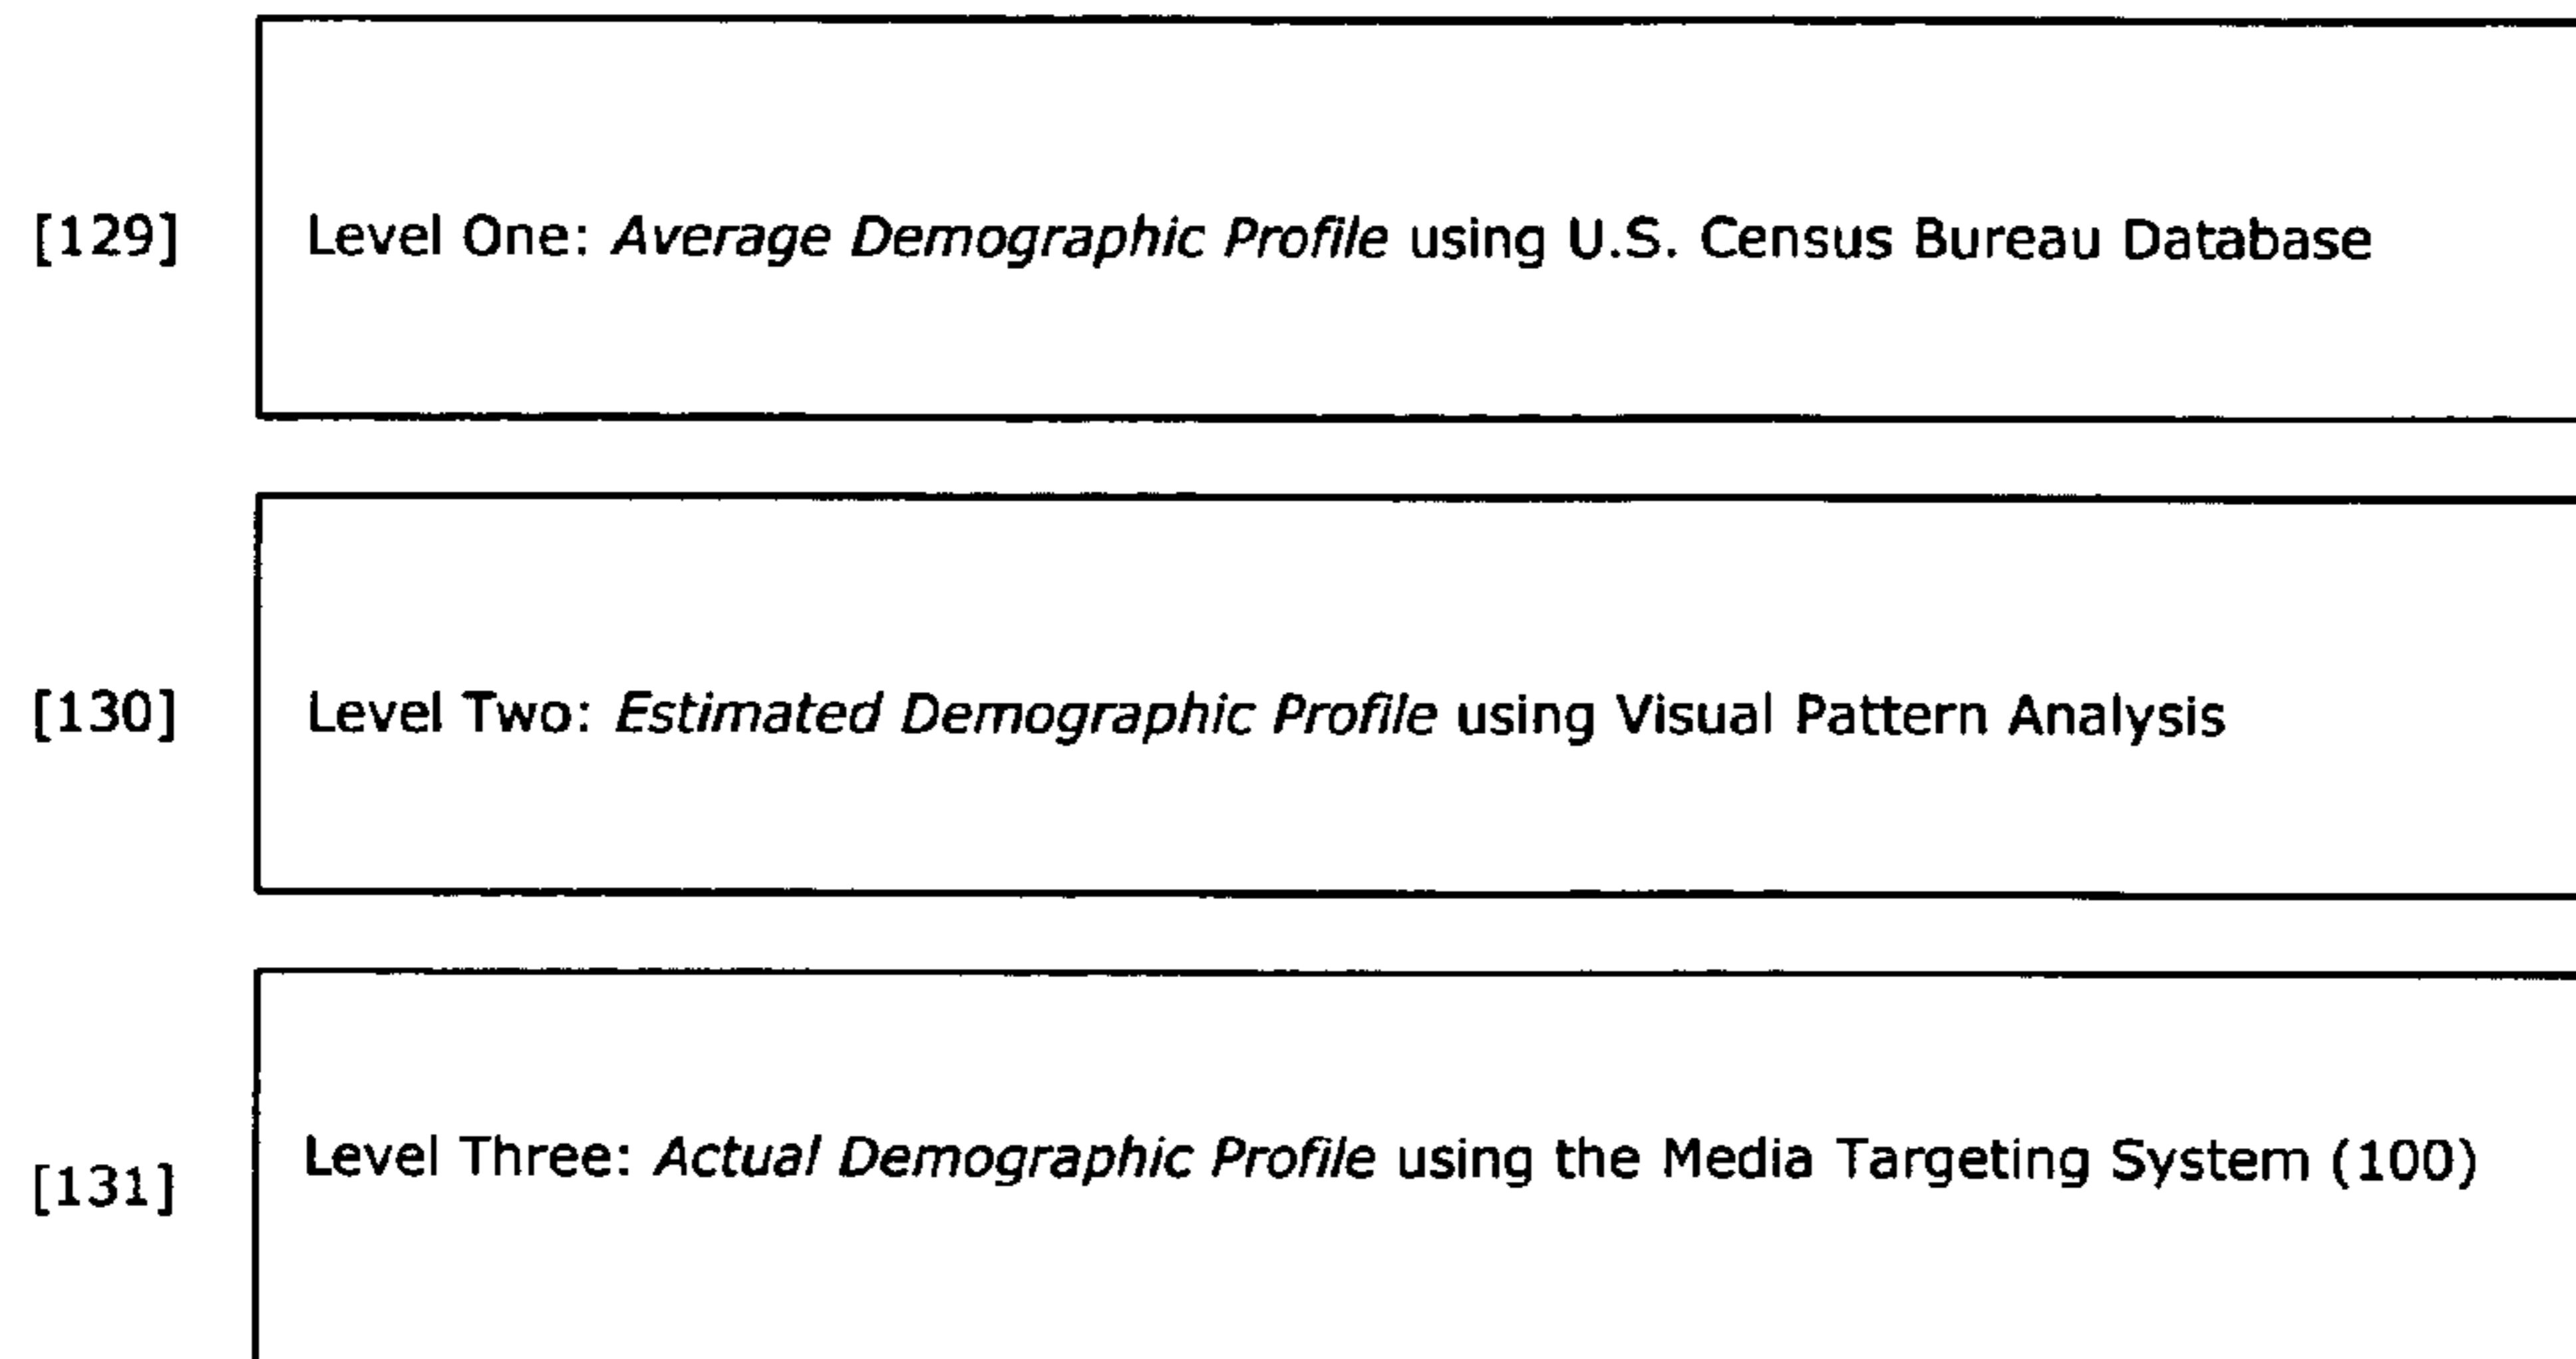 [129] Level One: Average Demographic Profile using U.S. Census Bureau Database
[130] Level Two: Estimated Demographic Profile using Visual Pattern Analysis
[131] Level Three: Actual Demographic Profile using the Media Targeting System (100)